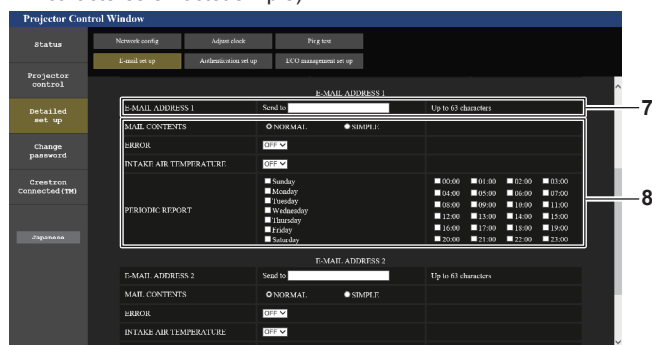 Projector Control Window
Status
Network config Adjust clock Ping test
E-mail set up Authentication set up ECO management set up
Projector control
Detailed set up
Change password
Crestron Connected(TM)
Japanese
E-MAIL ADDRESS 1
E-MAIL ADDRESS 1 Send to Up to 63 characters
7
MAIL CONTENTS NORMAL SIMPLE
ERROR OFF
INTAKE AIR TEMPERATURE OFF
PERIODIC REPORT
Sunday
Monday
Tuesday
Wednesday
Thursday
Friday
Saturday
00:00 01:00 02:00 03:00
04:00 05:00 06:00 07:00
08:00 09:00 10:00 11:00
12:00 13:00 14:00 15:00
16:00 17:00 18:00 19:00
20:00 21:00 22:00 23:00
8
E-MAIL ADDRESS 2
E-MAIL ADDRESS 2 Send to Up to 63 characters
MAIL CONTENTS NORMAL SIMPLE
ERROR OFF
INTAKE AIR TEMPERATURE OFF